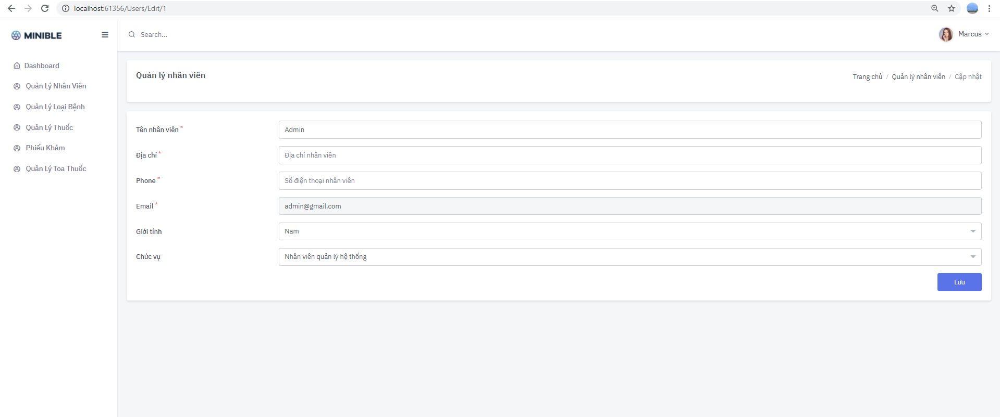 localhost:61356/Users/Edit/1
MINIBLE
Search...
Marcus
Dashboard
Quản Lý Nhân Viên
Quản Lý Loại Bệnh
Quản Lý Thuốc
Phiếu Khám
Quản Lý Toa Thuốc
Quản lý nhân viên
Trang chủ / Quản lý nhân viên / Cập nhật
Tên nhân viên * Admin
Địa chỉ * Địa chỉ nhân viên
Phone * Số điện thoại nhân viên
Email * admin@gmail.com
Giới tính Nam
Chức vụ Nhân viên quản lý hệ thống
Lưu